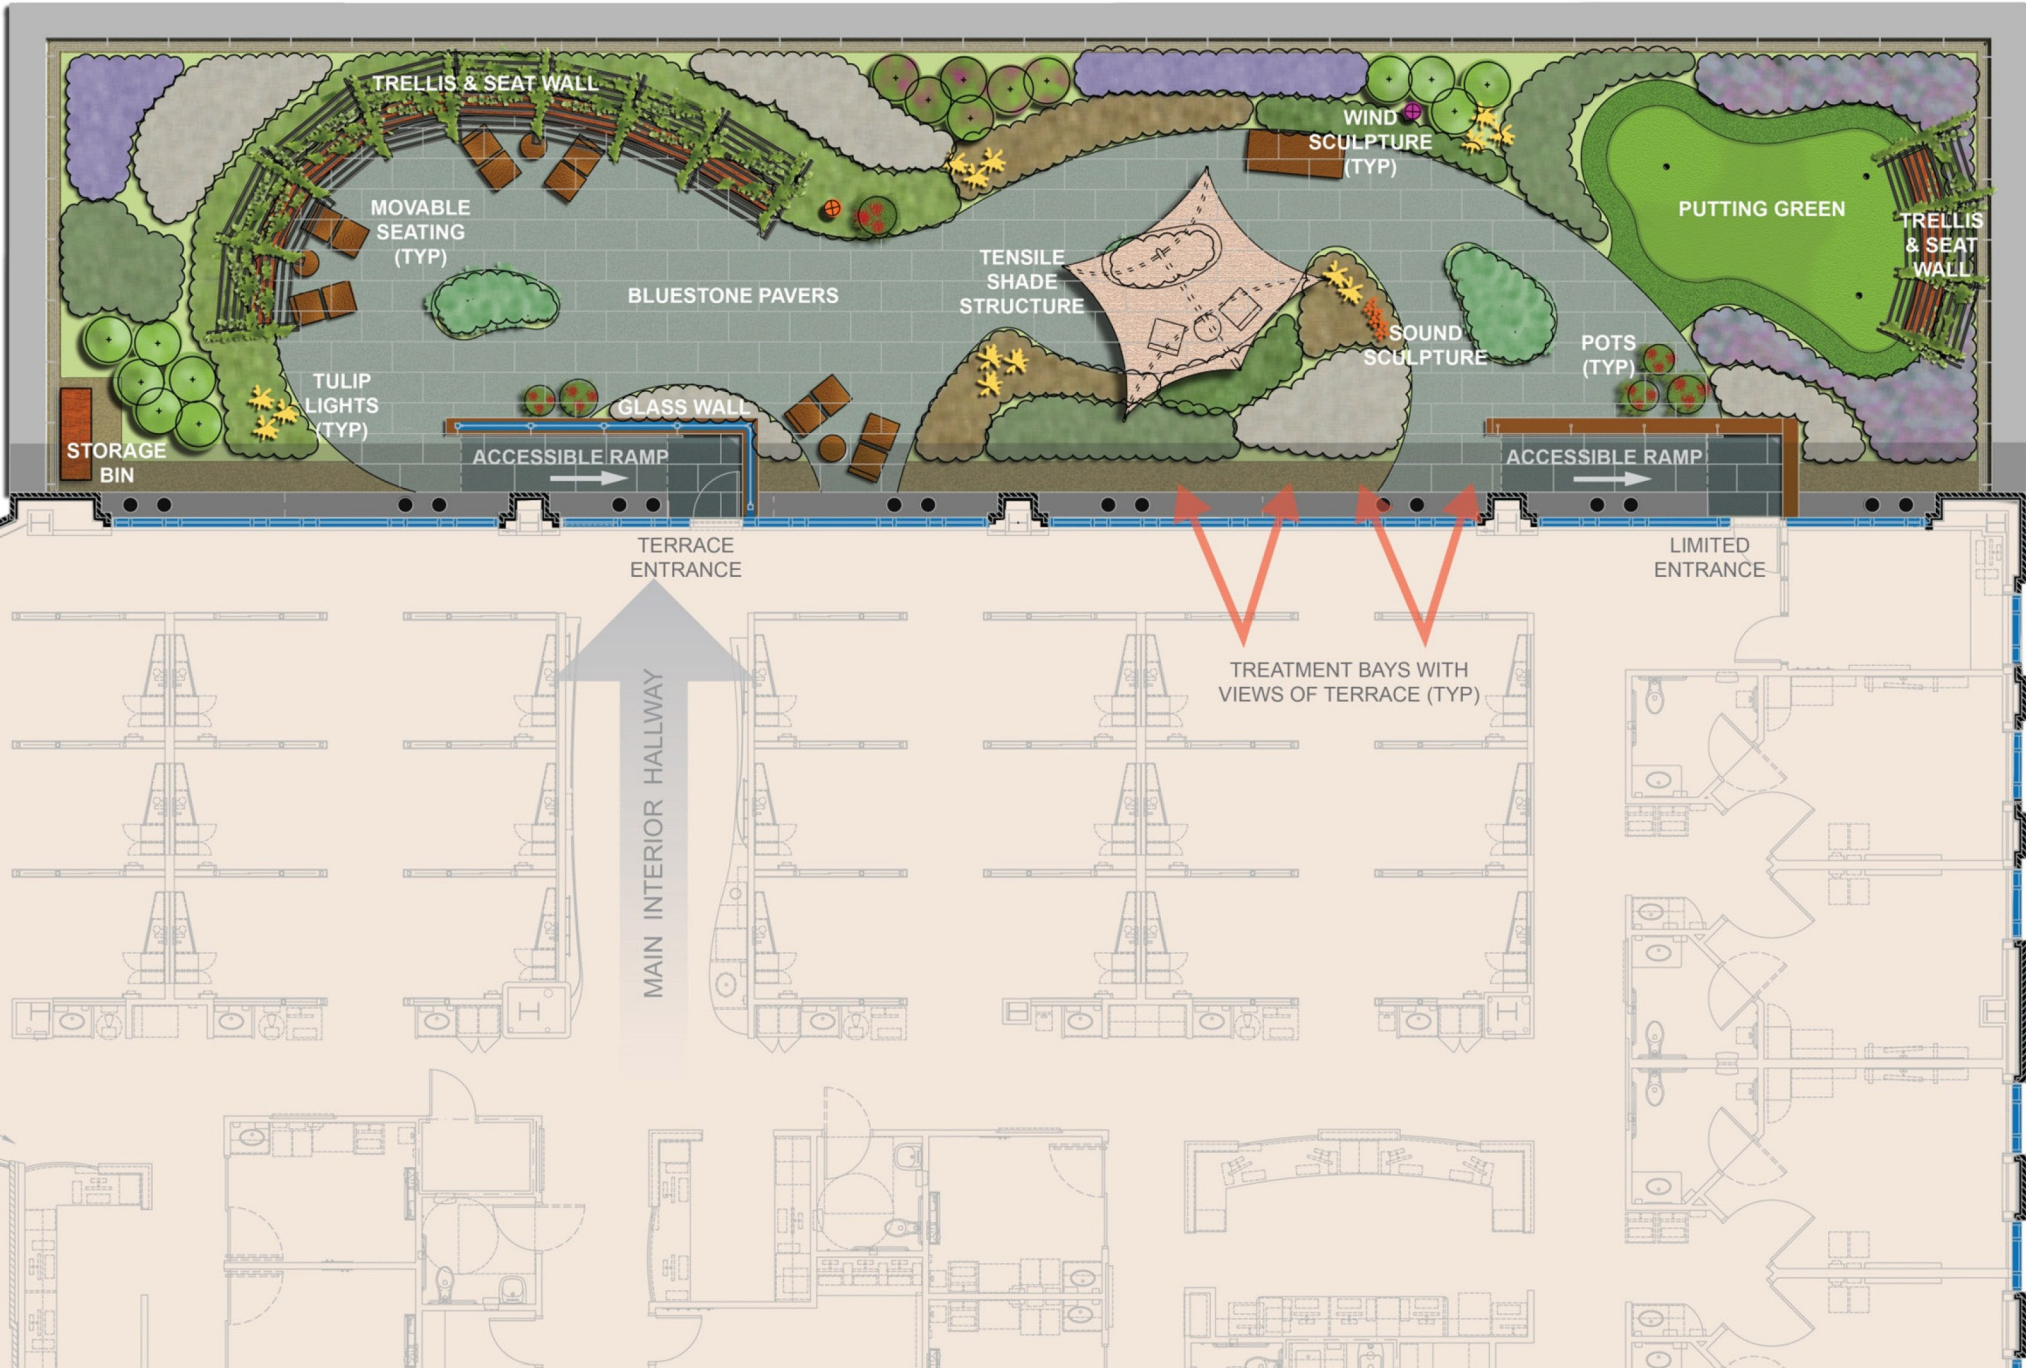 TRELLIS & SEAT WALL
WIND
SCULPTURE
(TYP)
MOVABLE
SEATING
(TYP)
PUTTING GREEN
TRELLIS
& SEAT
WALL
TENSILE
SHADE
STRUCTURE
BLUESTONE PAVERS
SOUND
SCULPTURE
POTS
(TYP)
TULIP
LIGHTS
(TYP)
GLASS WALL
STORAGE
BIN
ACCESSIBLE RAMP
ACCESSIBLE RAMP
TERRACE
ENTRANCE
LIMITED
ENTRANCE
TREATMENT BAYS WITH
VIEWS OF TERRACE (TYP)
MAIN INTERIOR HALLWAY